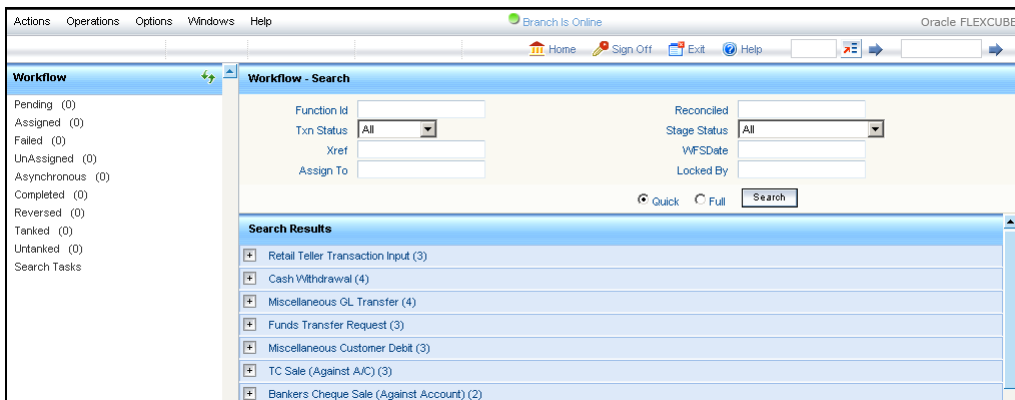 Actions Operations Options Windows Help Branch Is Online Oracle FLEXCUBE
Home Sign Off Exit Help
Workflow
Pending (0)
Assigned (0)
Failed (0)
UnAssigned (0)
Asynchronous (0)
Completed (0)
Reversed (0)
Tanked (0)
Untanked (0)
Search Tasks
Workflow - Search
Function Id Reconciled
Txn Status All Stage Status All
Xref WFSDate
Assign To Locked By
Quick Full Search
Search Results
Retail Teller Transaction Input (3)
Cash Withdrawal (4)
Miscellaneous GL Transfer (4)
Funds Transfer Request (3)
Miscellaneous Customer Debit (3)
TC Sale (Against A/C) (3)
Bankers Cheque Sale (Against Account) (2)